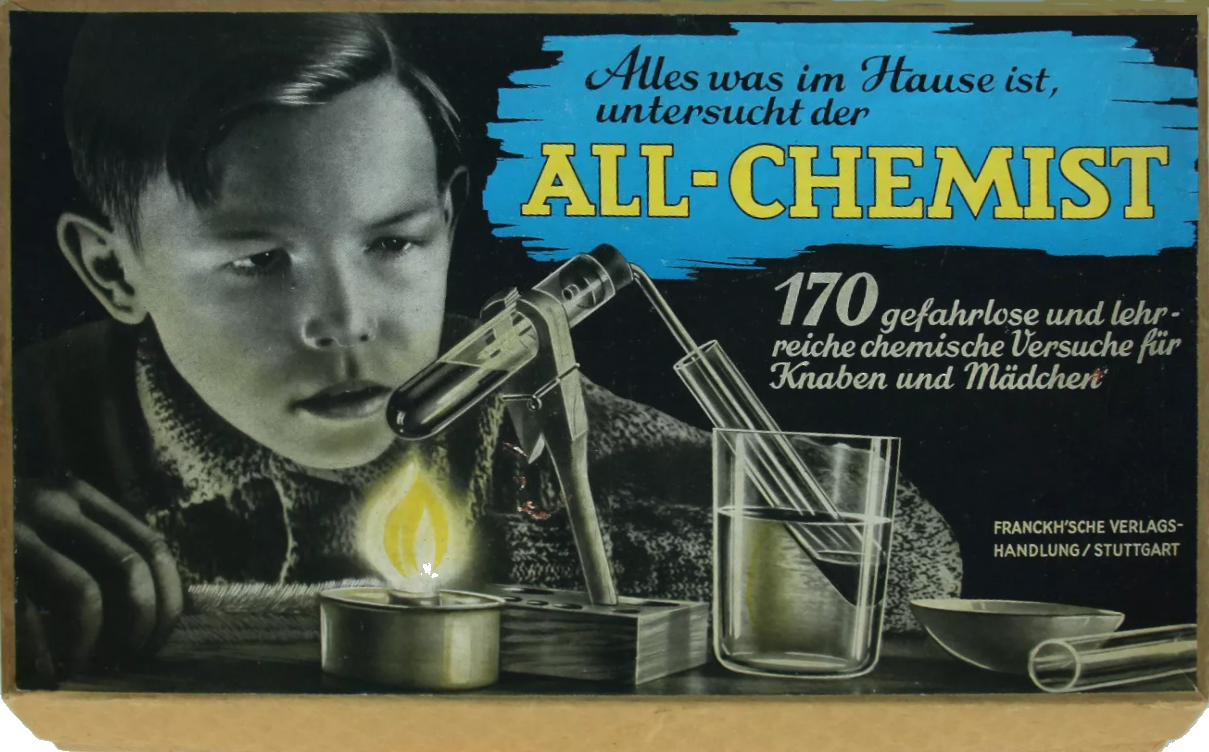 Alles was im Hause ist,
untersucht der
ALL-CHEMIST
170 gefahrlose und lehr-
reiche chemische Versuche für
Knaben und Mädchen
FRANCKH'SCHE VERLAGS-
HANDLUNG/STUTTGART